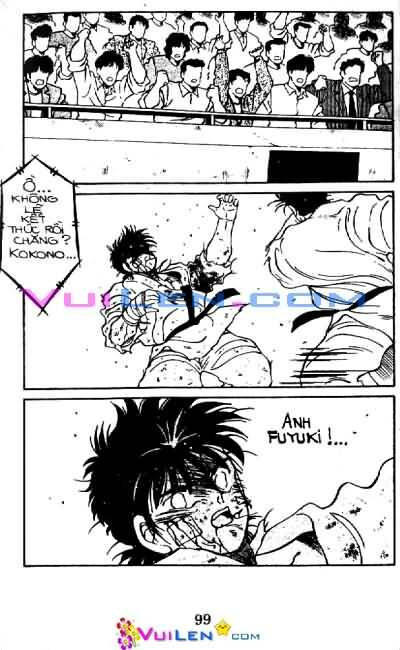 Ồ...
KHÔNG
LẼ
KẾT
THÚC RỒI
CHĂNG?
KOKONO...
VuiLen.com
ANH
FUYUKI!...
99
VuiLen.com